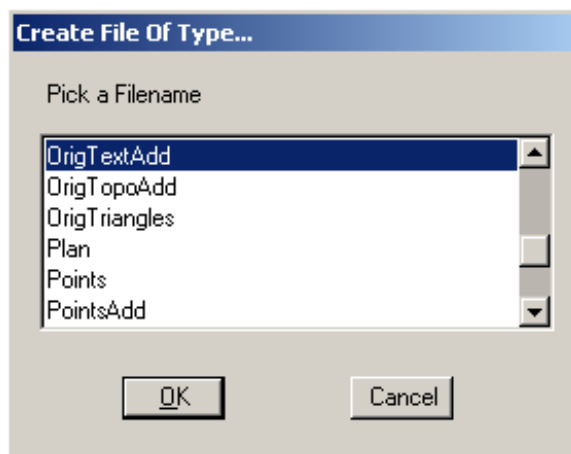 Create File Of Type...
Pick a Filename
OrigTextAdd
OrigTopoAdd
OrigTriangles
Plan
Points
PointsAdd
OK Cancel